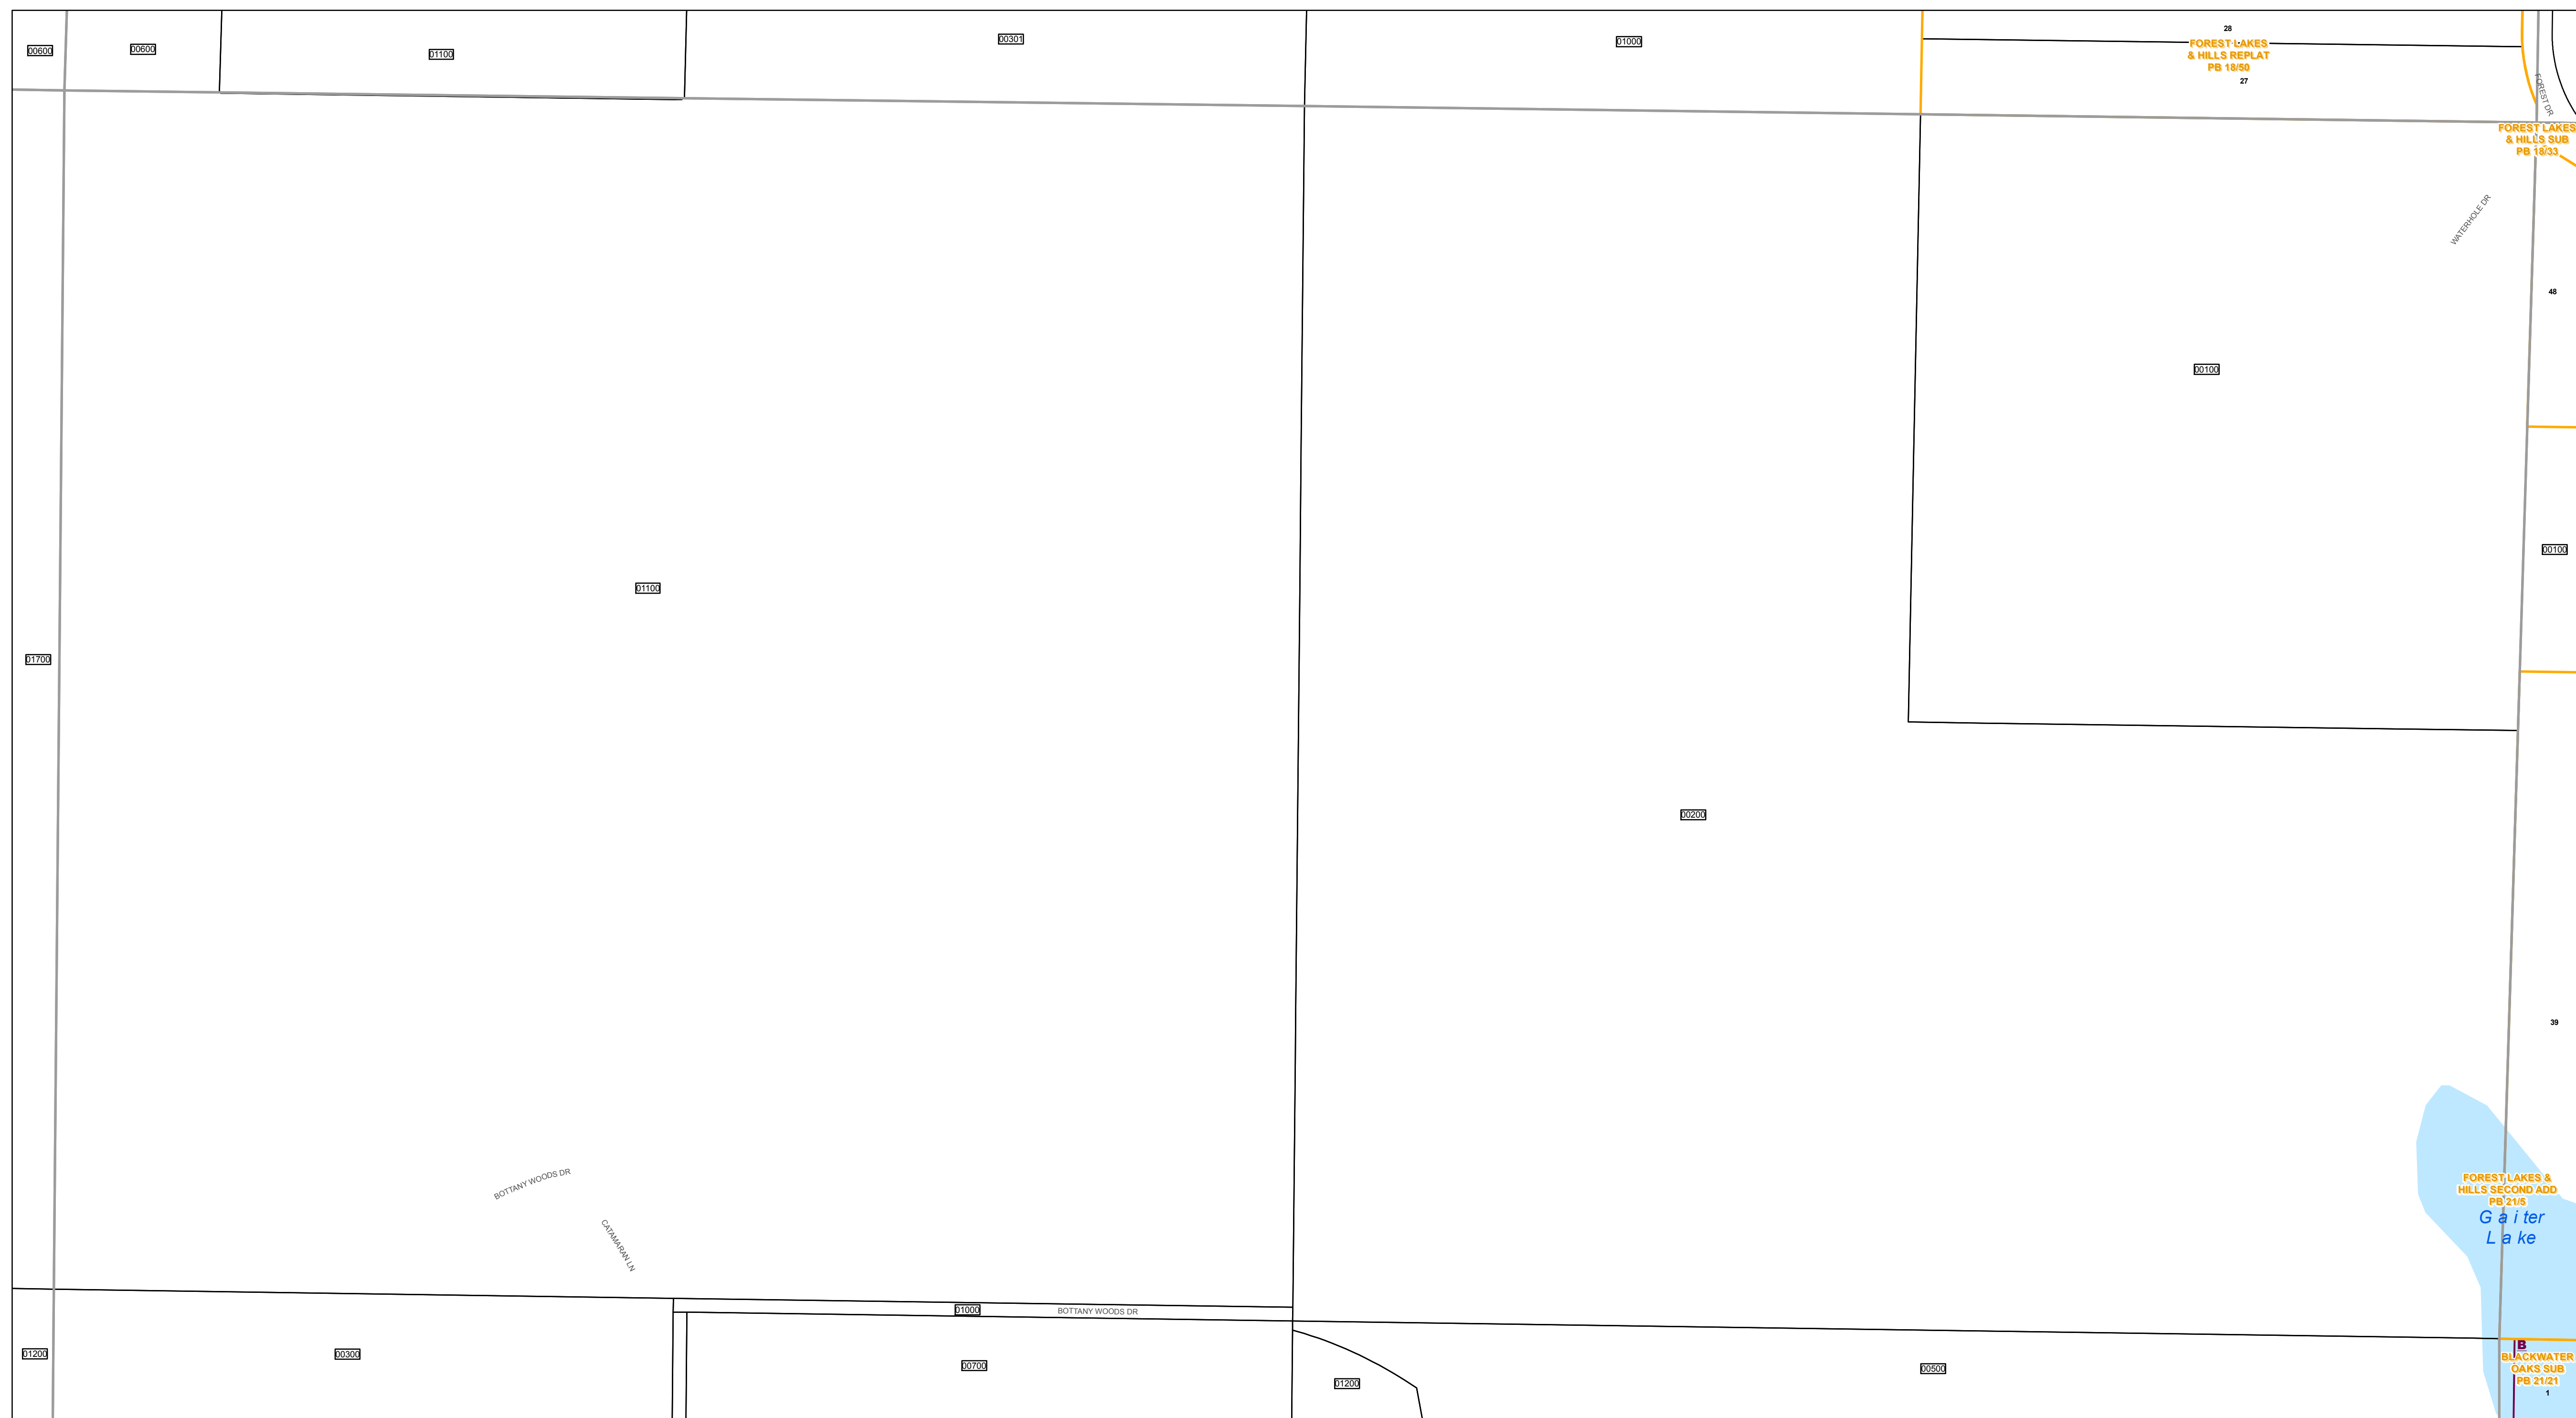 28
00301
01000
FOREST LAKES
& HILLS REPLAT
PB 18/50
00600
00600
01100
27
FOREST DR
FOREST LAKES
& HILLS SUB
PB 18/33
WATERHOLE DR
48
00100
00100
01100
01700
00200
39
BOTTANY WOODS DR
FOREST LAKES &
HILLS SECOND ADD
PB 21/5
Gaiter
Lake
CATAMARAN LN
01000
BOTTANY WOODS DR
B
01200
00300
BLACKWATER
OAKS SUB
PB 21/21
00700
00500
01200
1